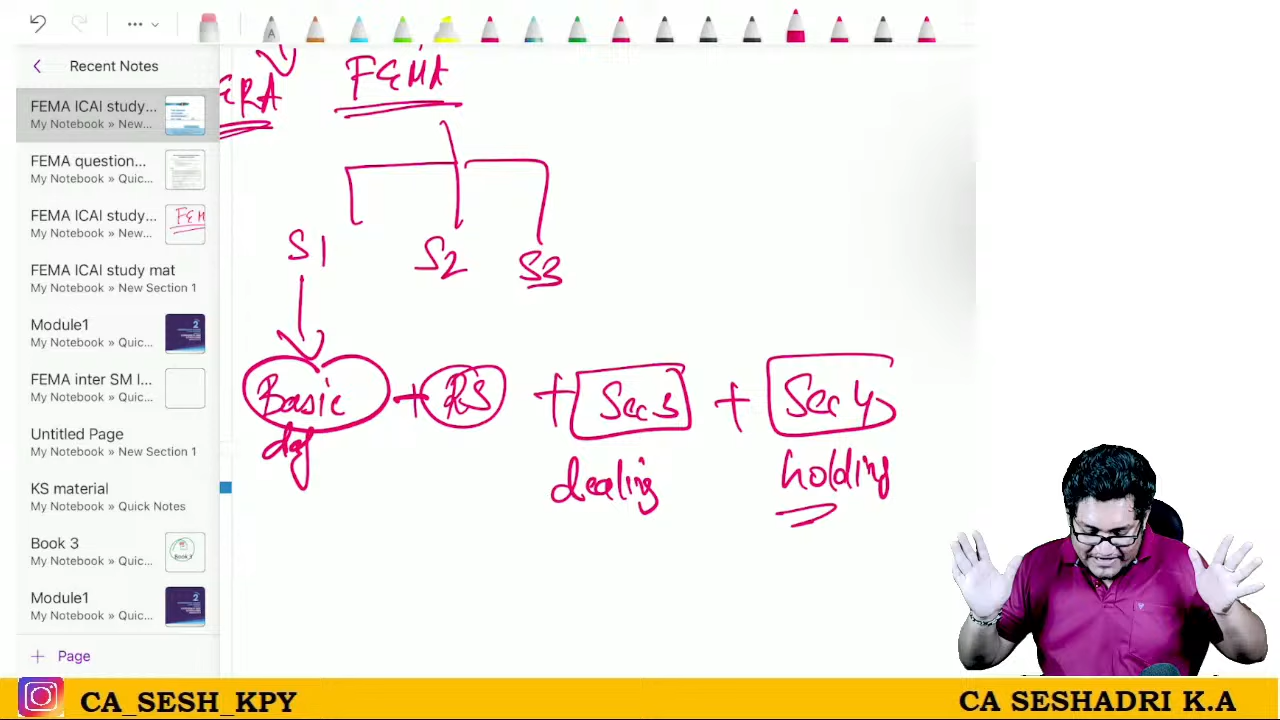 Recent Notes
FEMA ICAI study...
My Notebook » New...
FEMA question...
My Notebook » Quic...
FEMA ICAI study...
My Notebook » New...
FEMA ICAI study mat
My Notebook » New Section 1
Module1
My Notebook » Quic...
FEMA inter SM I...
My Notebook » Quic...
Untitled Page
My Notebook » New Section 1
KS material
My Notebook » Quick Notes
Book 3
My Notebook » Quic...
Module1
My Notebook » Quic...
+ Page
ERA FEMA
S1 S2 S3
Basic + RS + Sec 3 + Sec 4
def dealing holding
CA_SESH_KPY
CA SESHADRI K.A